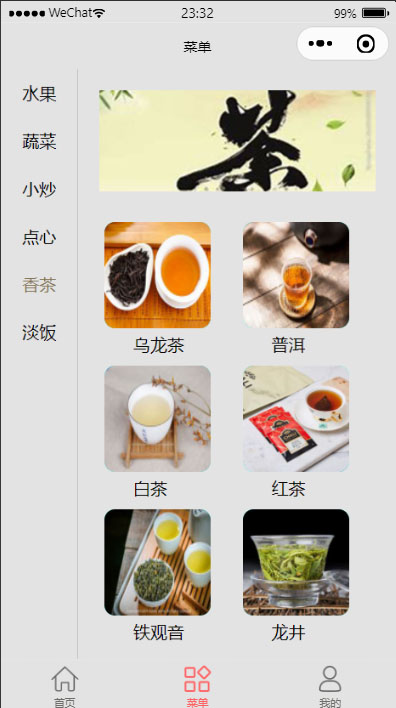 WeChat 23:32 99%
菜单
水果
蔬菜
小炒
点心
香茶
淡饭
茶
乌龙茶 普洱
白茶 红茶
铁观音 龙井
首页 菜单 我的